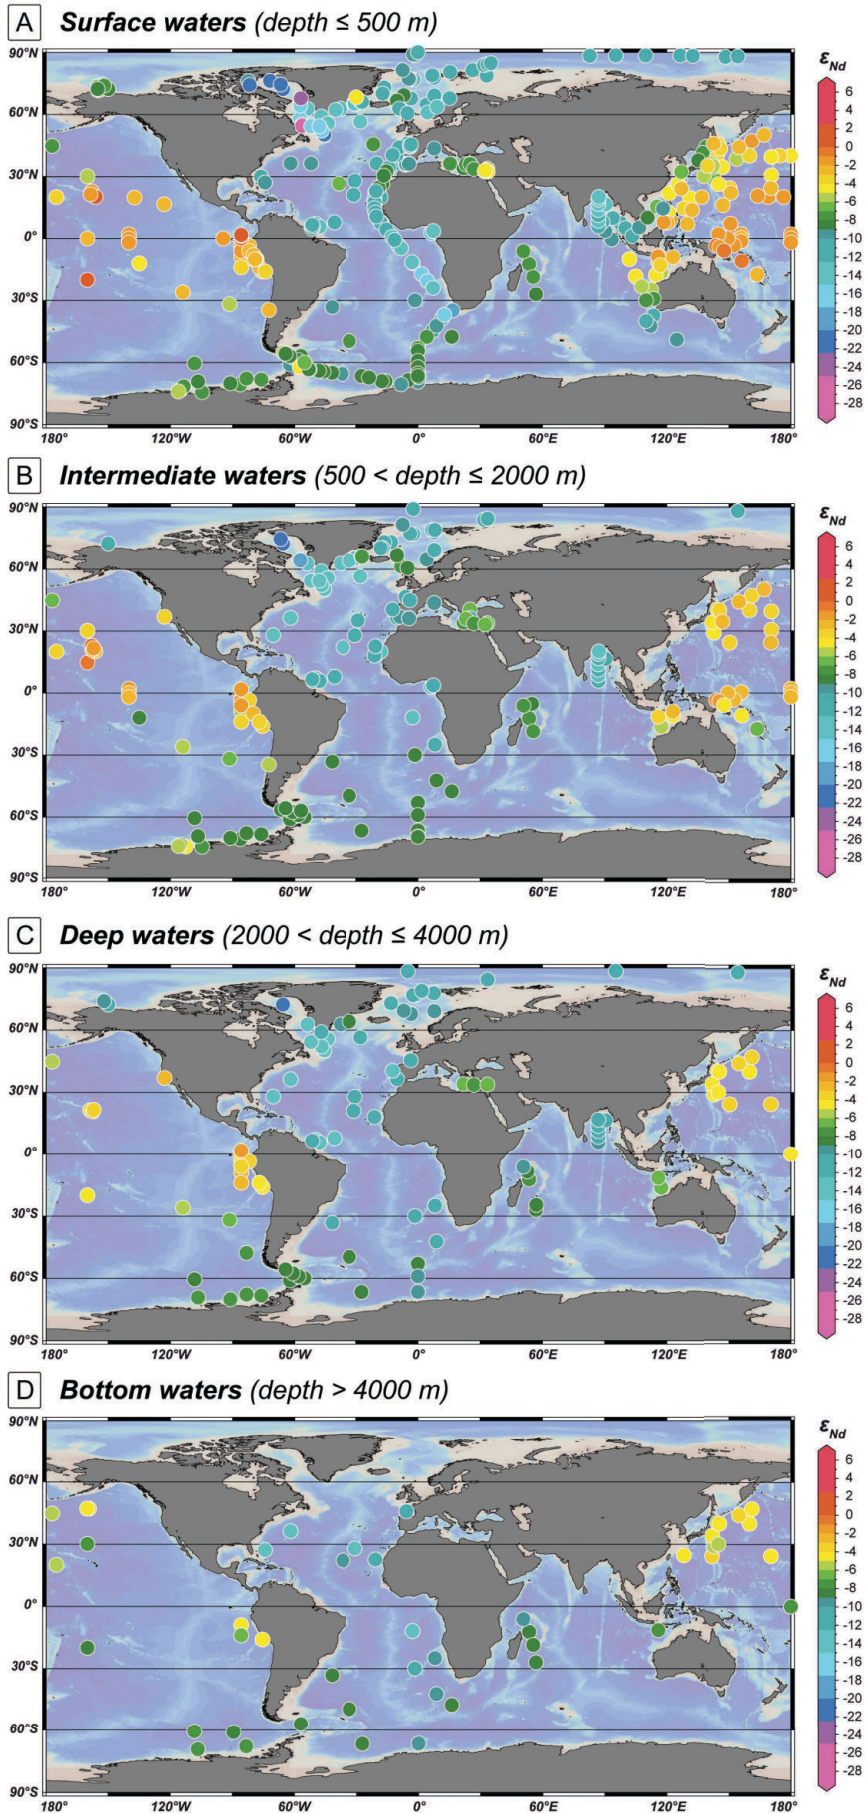 A Surface waters (depth ≤ 500 m)
90°N
60°N
30°N
0°
30°S
60°S
90°S
180° 120°W 60°W 0° 60°E 120°E 180°
εNd
6
4
2
0
-2
-4
-6
-8
-10
-12
-14
-16
-18
-20
-22
-24
-26
-28
B Intermediate waters (500 < depth ≤ 2000 m)
90°N
60°N
30°N
0°
30°S
60°S
90°S
180° 120°W 60°W 0° 60°E 120°E 180°
εNd
6
4
2
0
-2
-4
-6
-8
-10
-12
-14
-16
-18
-20
-22
-24
-26
-28
C Deep waters (2000 < depth ≤ 4000 m)
90°N
60°N
30°N
0°
30°S
60°S
90°S
180° 120°W 60°W 0° 60°E 120°E 180°
εNd
6
4
2
0
-2
-4
-6
-8
-10
-12
-14
-16
-18
-20
-22
-24
-26
-28
D Bottom waters (depth > 4000 m)
90°N
60°N
30°N
0°
30°S
60°S
90°S
180° 120°W 60°W 0° 60°E 120°E 180°
εNd
6
4
2
0
-2
-4
-6
-8
-10
-12
-14
-16
-18
-20
-22
-24
-26
-28